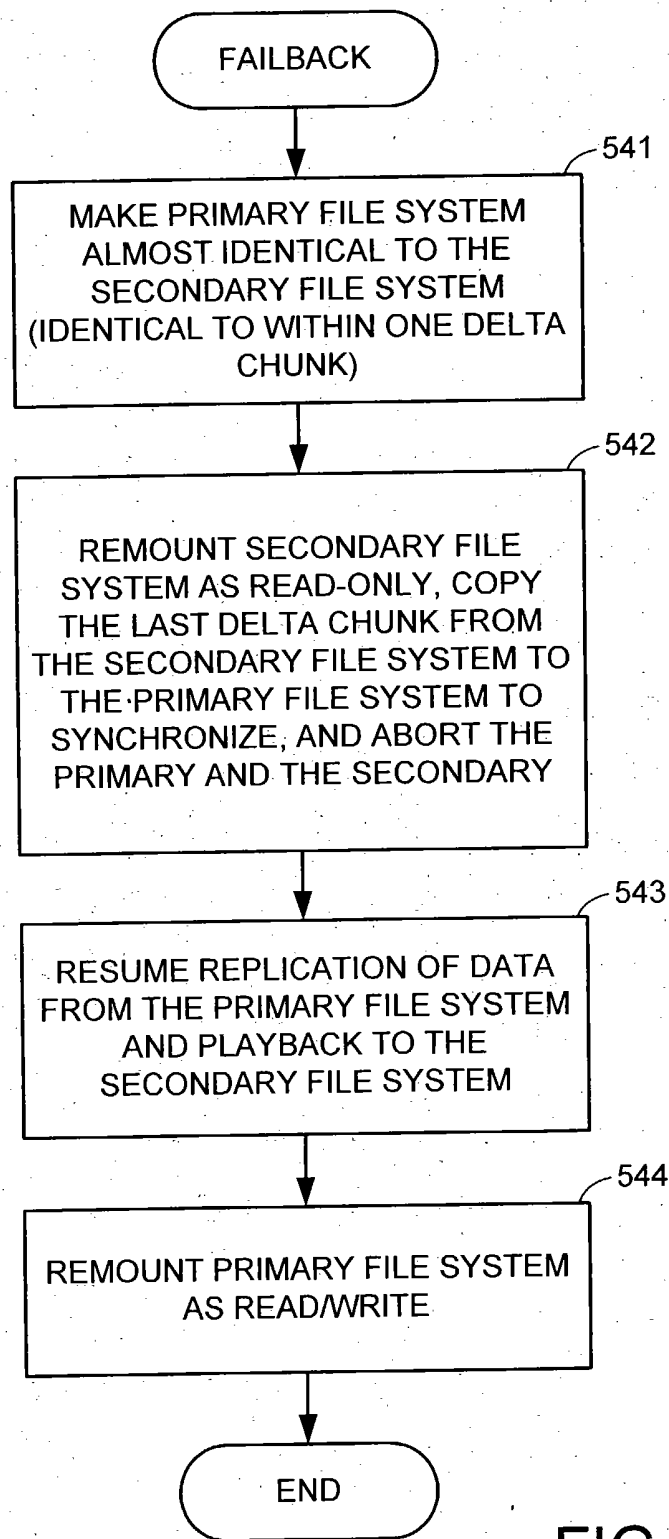 FAILBACK
541
MAKE PRIMARY FILE SYSTEM
ALMOST IDENTICAL TO THE
SECONDARY FILE SYSTEM
(IDENTICAL TO WITHIN ONE DELTA
CHUNK)
542
REMOUNT SECONDARY FILE
SYSTEM AS READ-ONLY, COPY
THE LAST DELTA CHUNK FROM
THE SECONDARY FILE SYSTEM TO
THE PRIMARY FILE SYSTEM TO
SYNCHRONIZE, AND ABORT THE
PRIMARY AND THE SECONDARY
543
RESUME REPLICATION OF DATA
FROM THE PRIMARY FILE SYSTEM
AND PLAYBACK TO THE
SECONDARY FILE SYSTEM
544
REMOUNT PRIMARY FILE SYSTEM
AS READ/WRITE
END
FIG